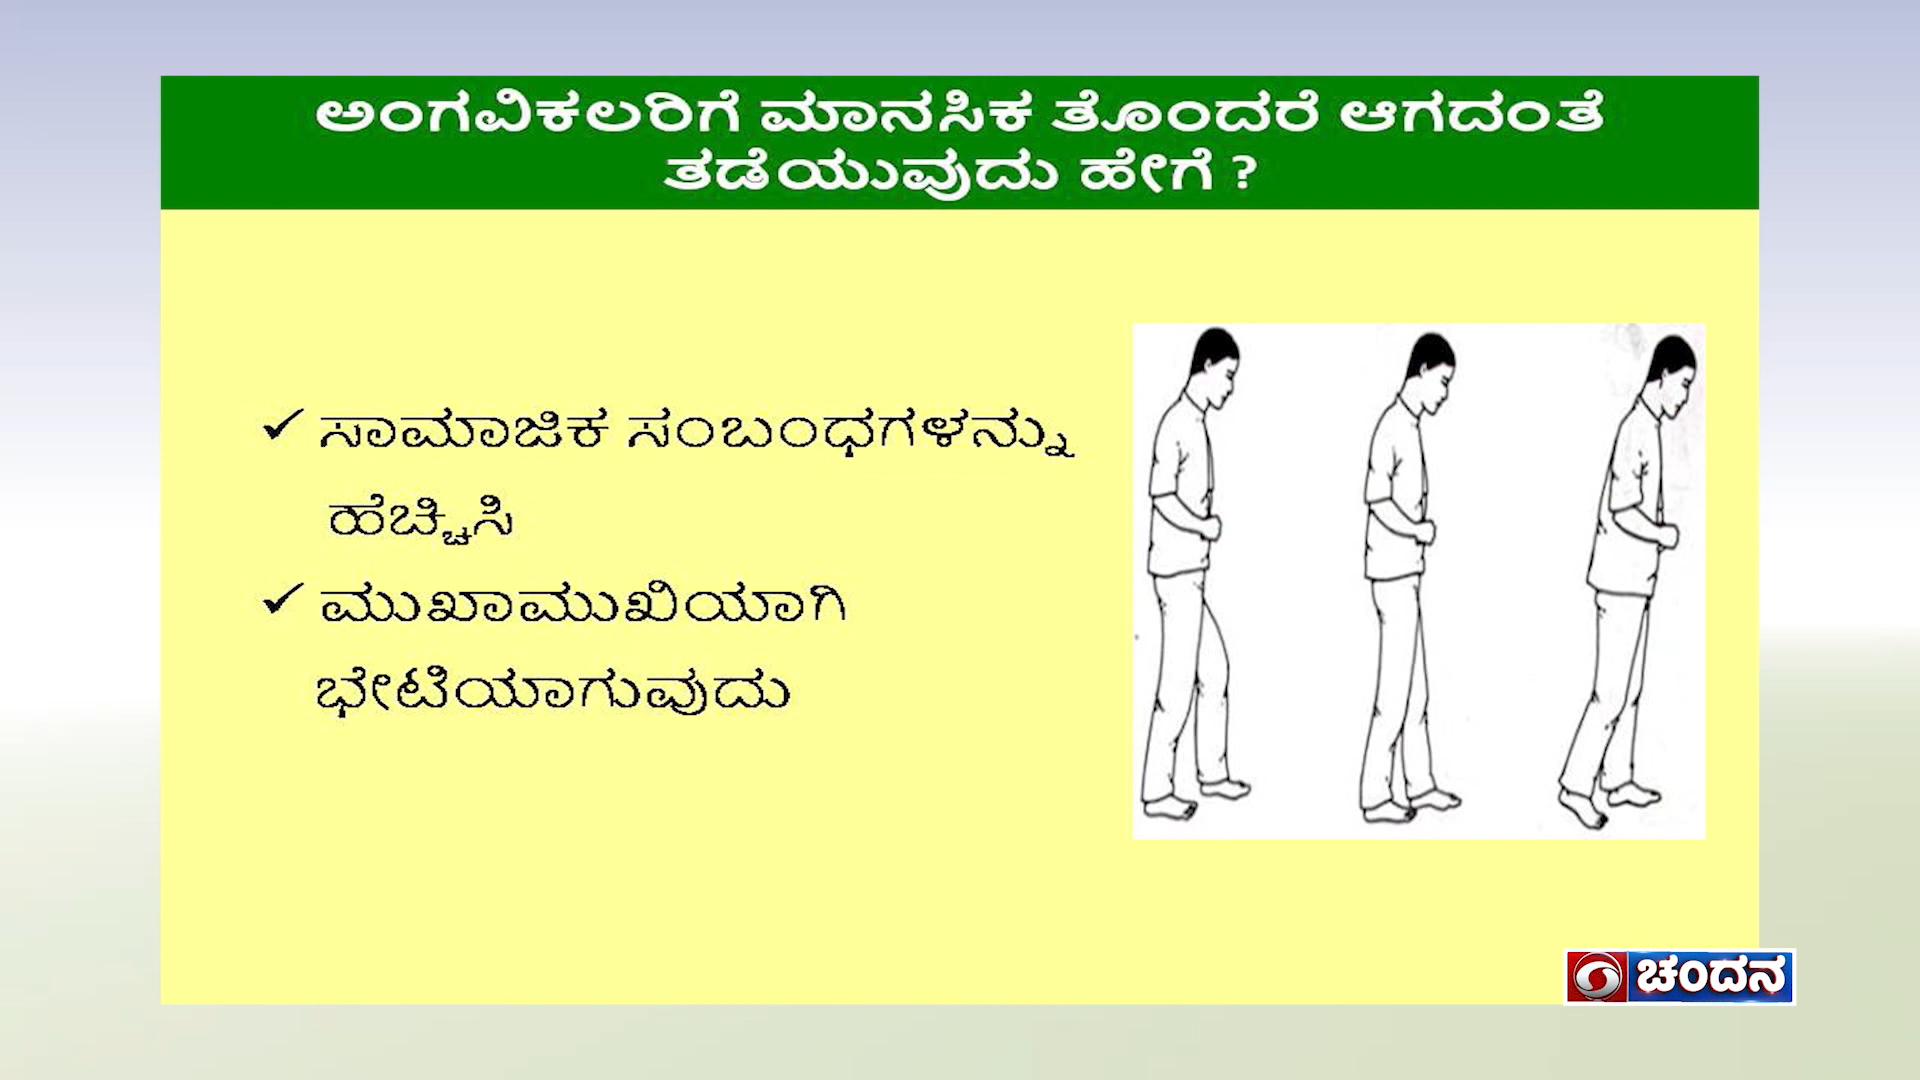 ಅಂಗವಿಕಲರಿಗೆ ಮಾನಸಿಕ ತೊಂದರೆ ಆಗದಂತೆ
ತಡೆಯುವುದು ಹೇಗೆ ?
✓ ಸಾಮಾಜಿಕ ಸಂಬಂಧಗಳನ್ನು
ಹೆಚ್ಚಿಸಿ
✓ ಮುಖಾಮುಖಿಯಾಗಿ
ಭೇಟಿಯಾಗುವುದು
ಚಂದನ